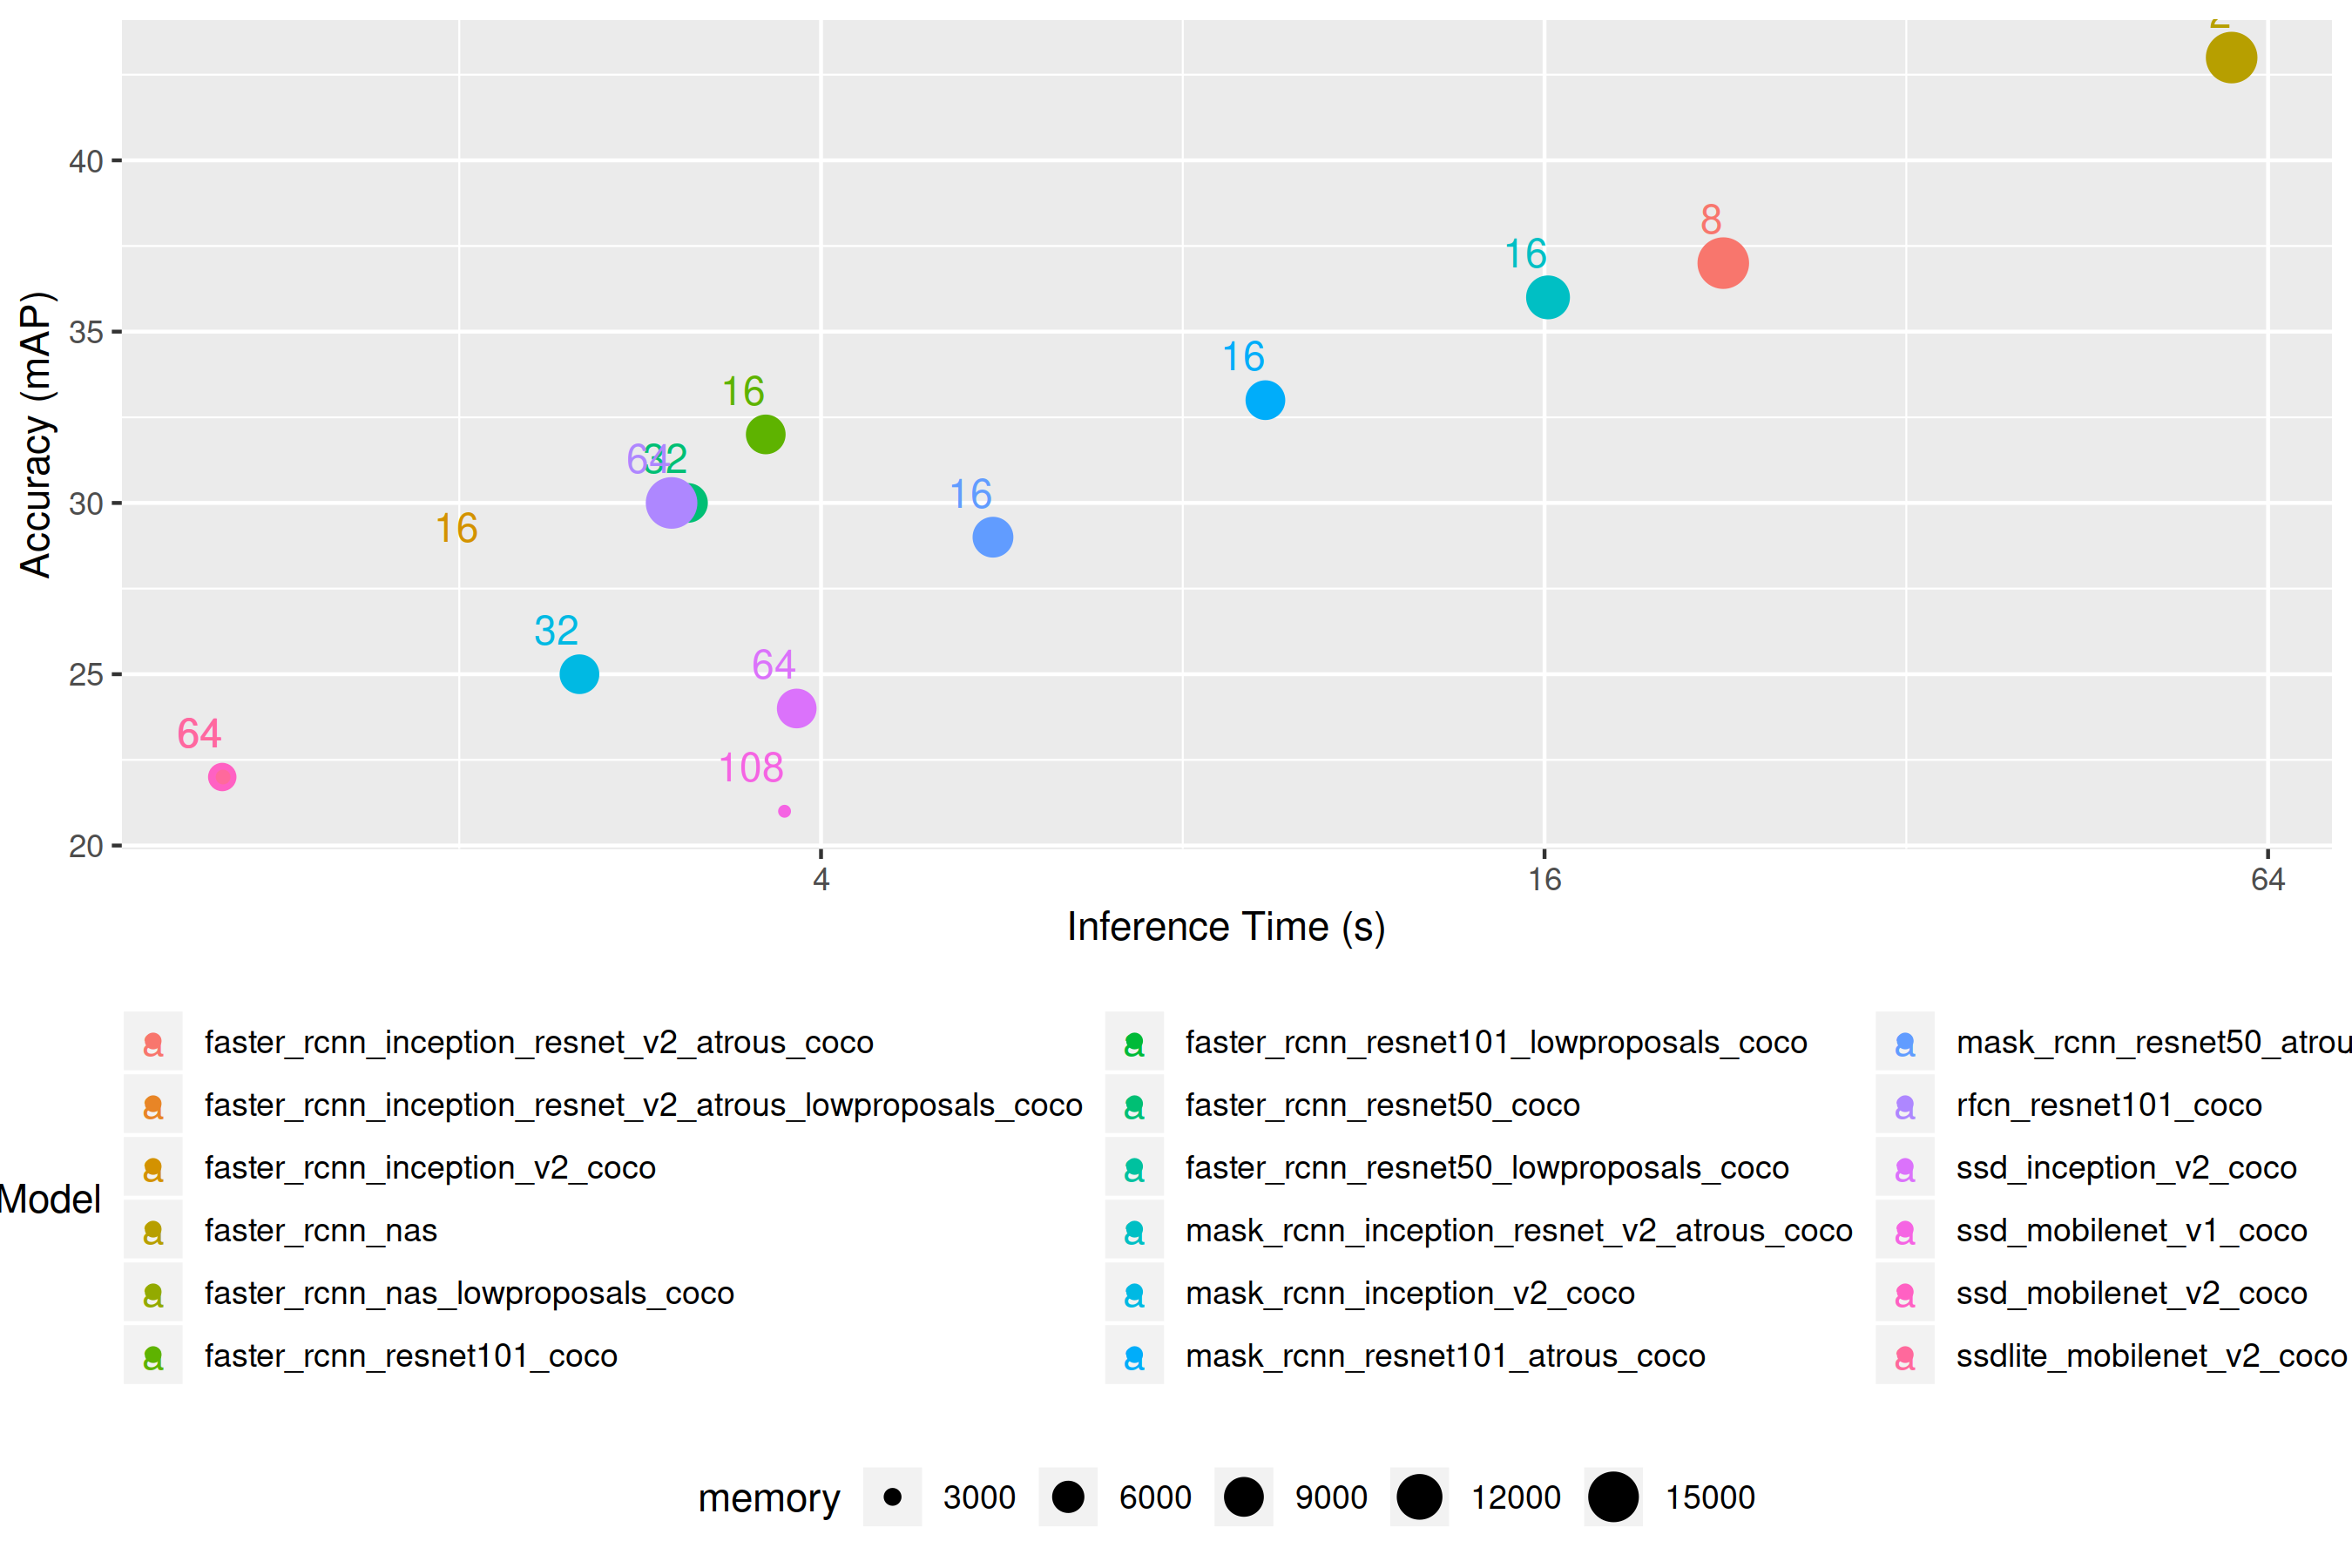 2
40
8
16
35
16
16
Accuracy (mAP)
64
32
30
16
16
32
25
64
64
108
20
4
16
64
Inference Time (s)
Model
faster_rcnn_inception_resnet_v2_atrous_coco
faster_rcnn_inception_resnet_v2_atrous_lowproposals_coco
faster_rcnn_inception_v2_coco
faster_rcnn_nas
faster_rcnn_nas_lowproposals_coco
faster_rcnn_resnet101_coco
faster_rcnn_resnet101_lowproposals_coco
faster_rcnn_resnet50_coco
faster_rcnn_resnet50_lowproposals_coco
mask_rcnn_inception_resnet_v2_atrous_coco
mask_rcnn_inception_v2_coco
mask_rcnn_resnet101_atrous_coco
mask_rcnn_resnet50_atrou
rfcn_resnet101_coco
ssd_inception_v2_coco
ssd_mobilenet_v1_coco
ssd_mobilenet_v2_coco
ssdlite_mobilenet_v2_coco
memory 3000 6000 9000 12000 15000